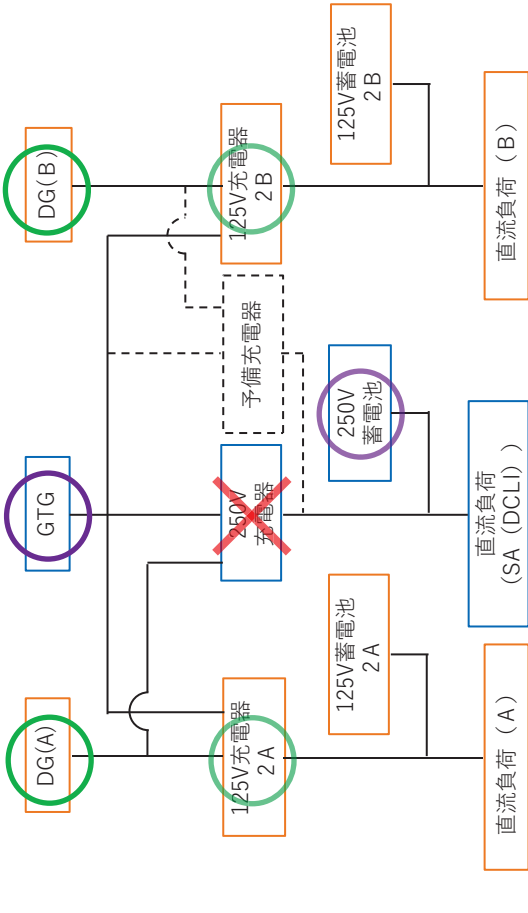 DG(A)
GTG
DG(B)
125V充電器
2A
250V
充電器
予備充電器
125V充電器
2B
125V蓄電池
2A
250V
蓄電池
125V蓄電池
2B
直流負荷（A）
直流負荷
（SA（DCLI））
直流負荷（B）